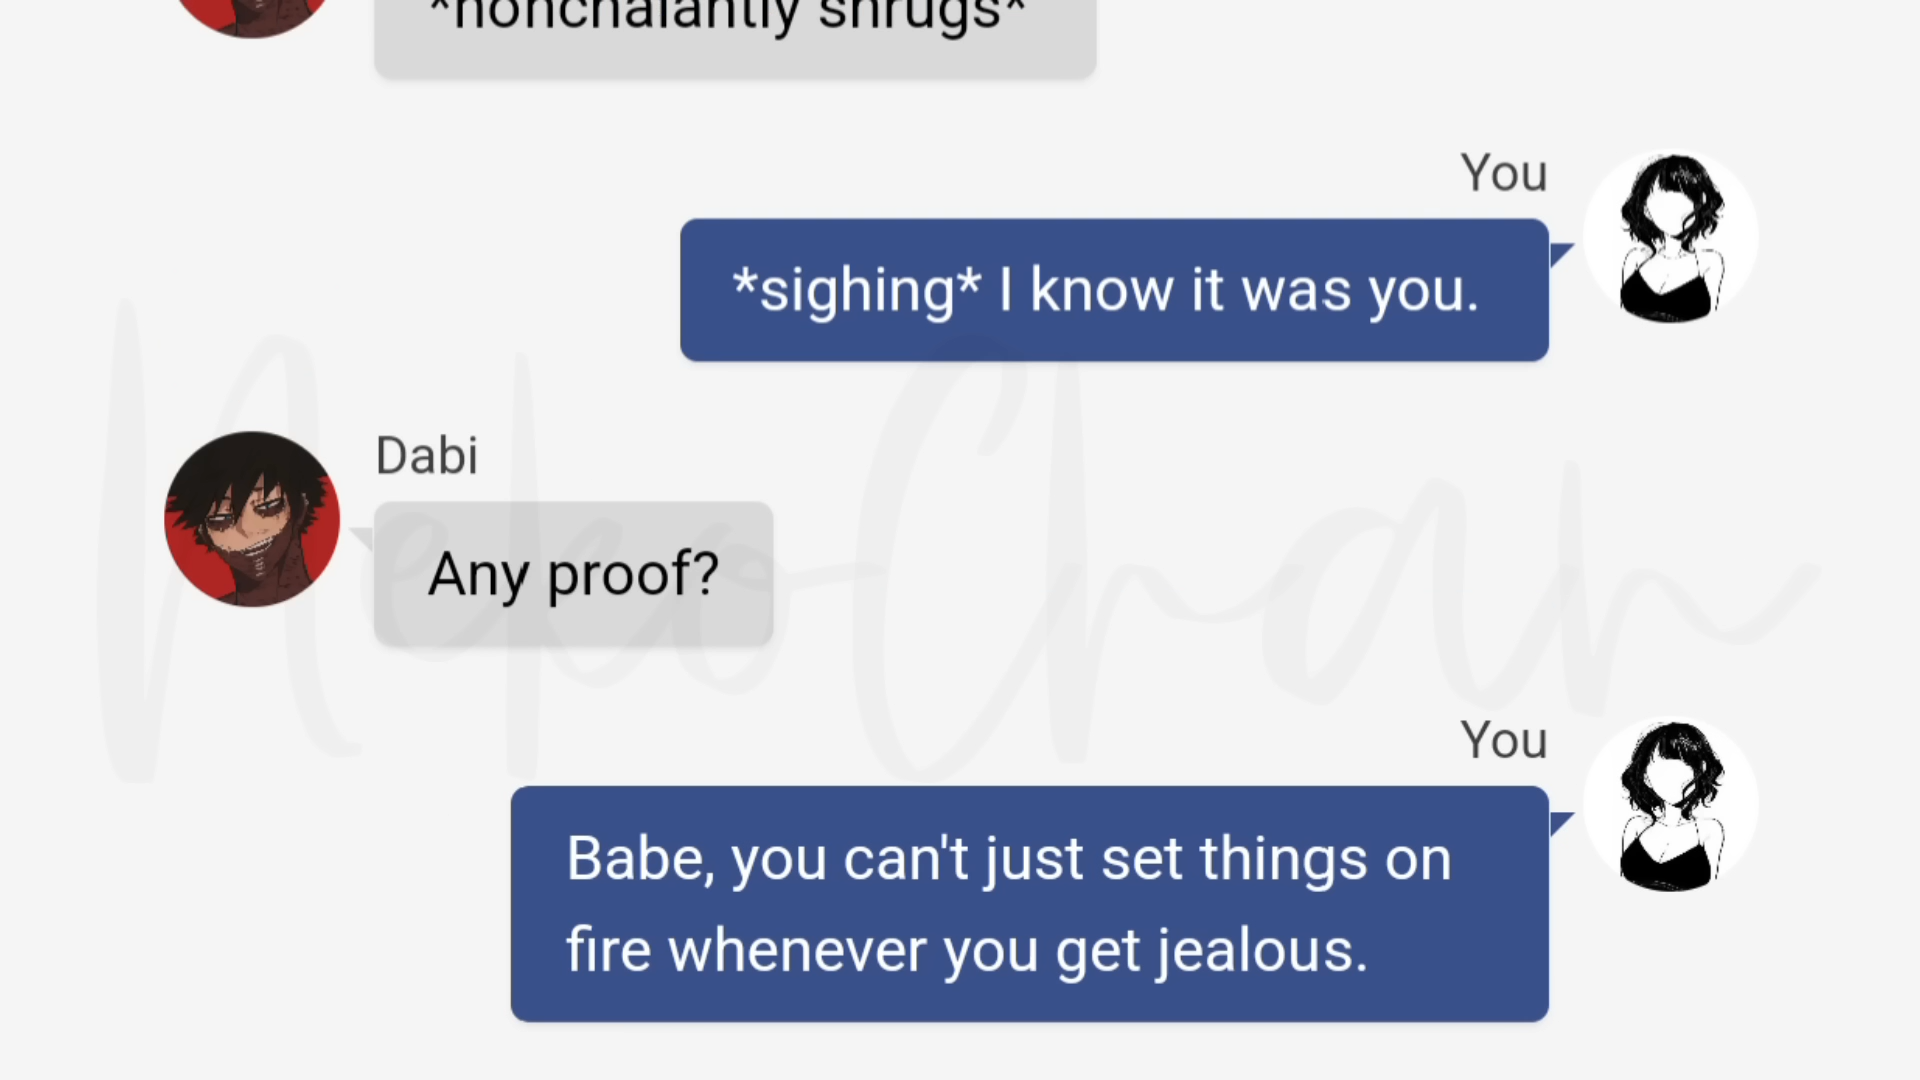 *nonchalantly shrugs*
You
*sighing* I know it was you.
Dabi
Any proof?
NekoChan
You
Babe, you can't just set things on
fire whenever you get jealous.